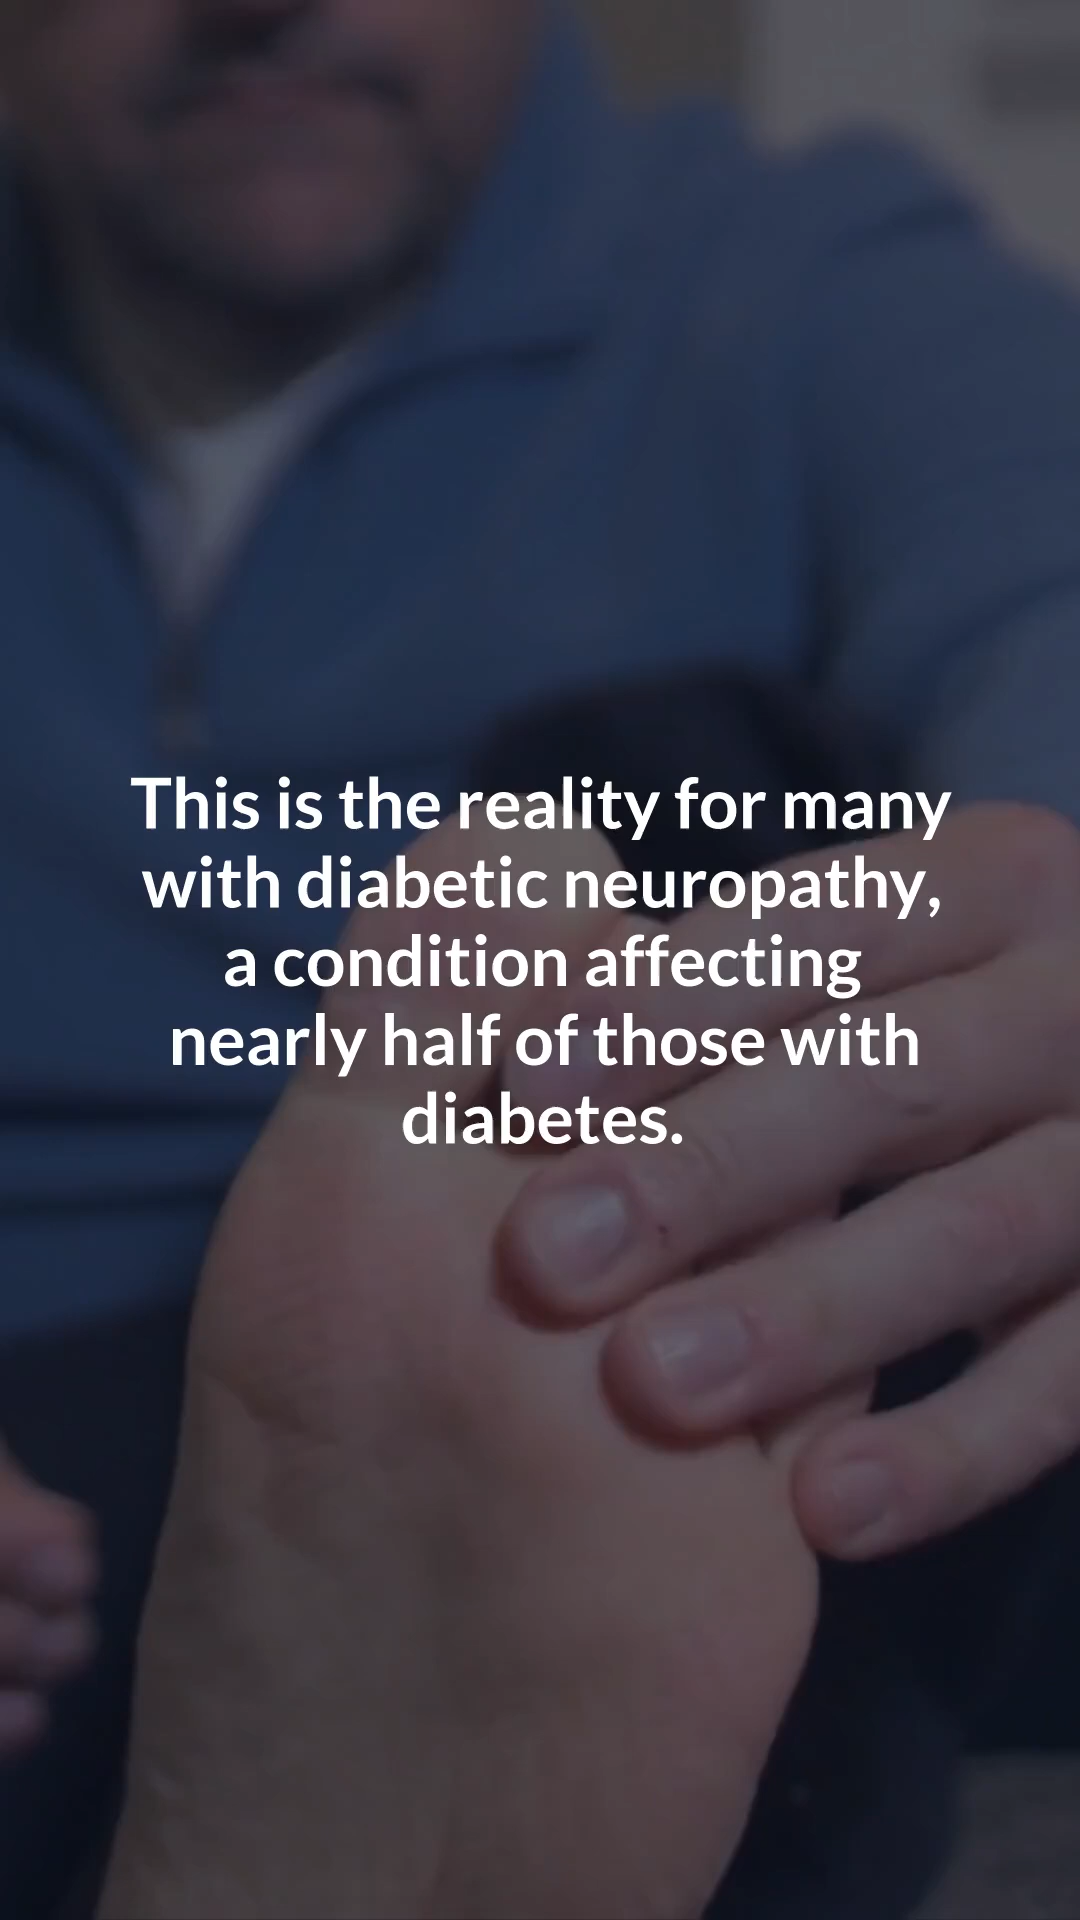 This is the reality for many
with diabetic neuropathy,
a condition affecting
nearly half of those with
diabetes.